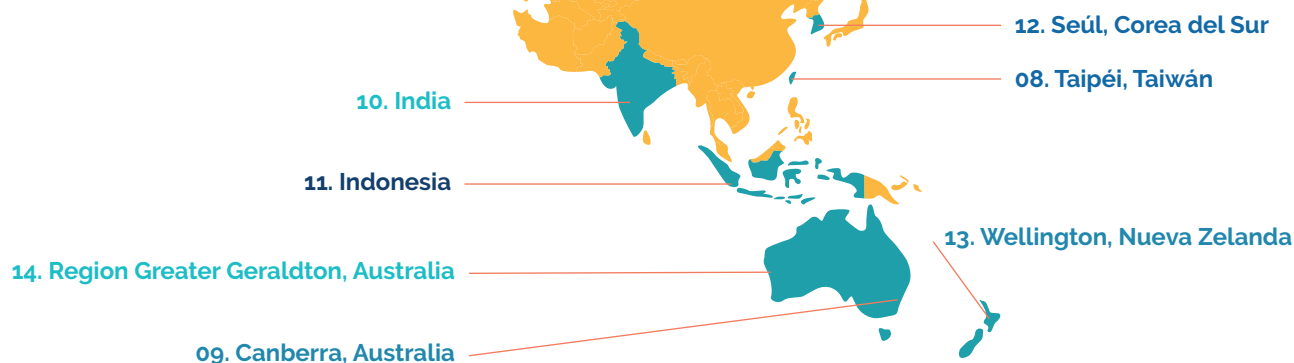 12. Seúl, Corea del Sur
08. Taipéi, Taiwán
10. India
11. Indonesia
13. Wellington, Nueva Zelanda
14. Region Greater Geraldton, Australia
09. Canberra, Australia